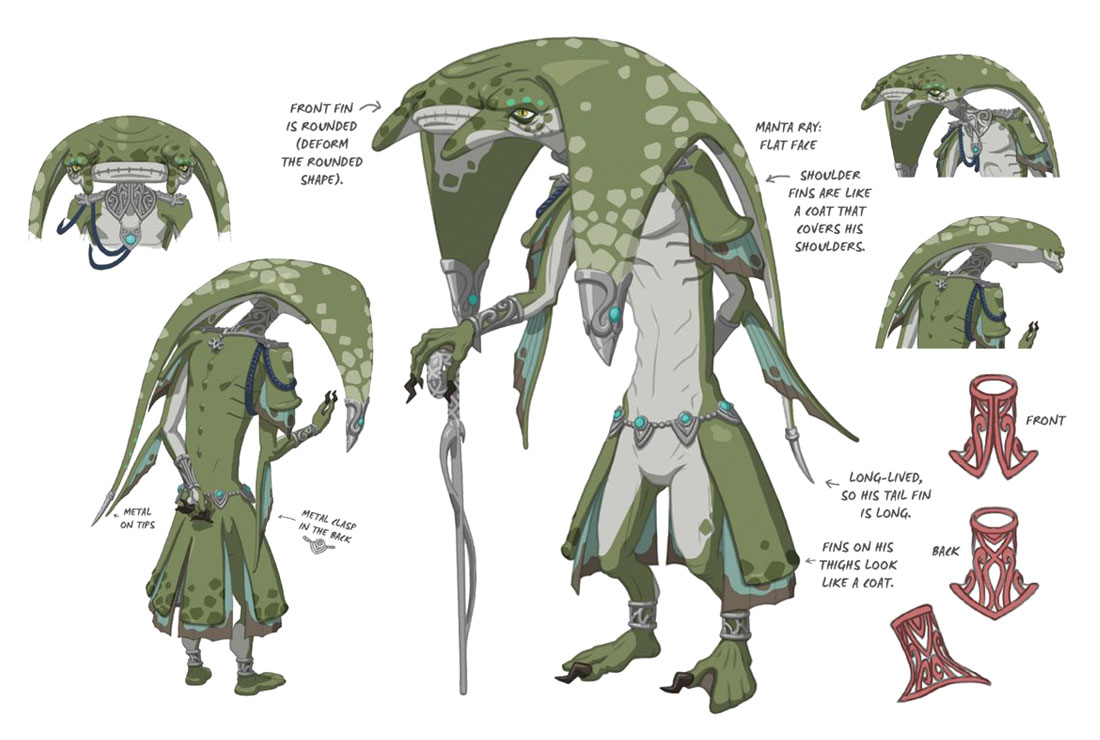 FRONT FIN
IS ROUNDED
(DEFORM
THE ROUNDED
SHAPE).
MANTA RAY:
FLAT FACE
SHOULDER
FINS ARE LIKE
A COAT THAT
COVERS HIS
SHOULDERS.
FRONT
LONG-LIVED,
SO HIS TAIL FIN
IS LONG.
METAL
ON TIPS
METAL CLASP
IN THE BACK
BACK
FINS ON HIS
THIGHS LOOK
LIKE A COAT.